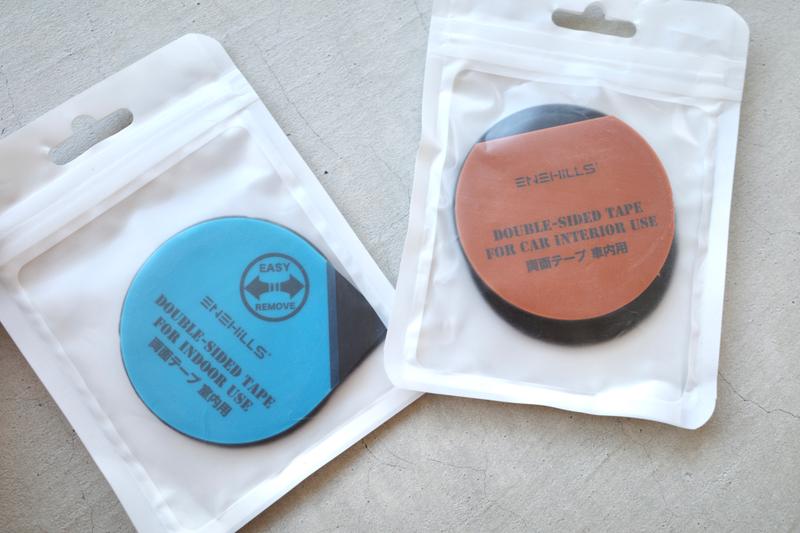 EASY
REMOVE
ENEHILLS
DOUBLE-SIDED TAPE
FOR INDOOR USE
両面テープ 室内用
ENEHILLS
DOUBLE-SIDED TAPE
FOR CAR INTERIOR USE
両面テープ 車内用